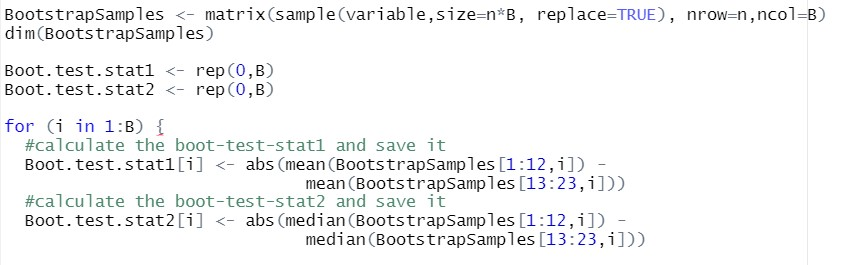 BootstrapSamples <- matrix(sample(variable,size=n*B, replace=TRUE), nrow=n,ncol=B)
dim(BootstrapSamples)
Boot.test.stat1 <- rep(0,B)
Boot.test.stat2 <- rep(0,B)
for (i in 1:B) {
#calculate the boot-test-stat1 and save it
Boot.test.stat1[i] <- abs(mean(BootstrapSamples[1:12,i]) -
mean(BootstrapSamples[13:23,i]))
#calculate the boot-test-stat2 and save it
Boot.test.stat2[i] <- abs(median(BootstrapSamples[1:12,i]) -
median(BootstrapSamples[13:23,i]))